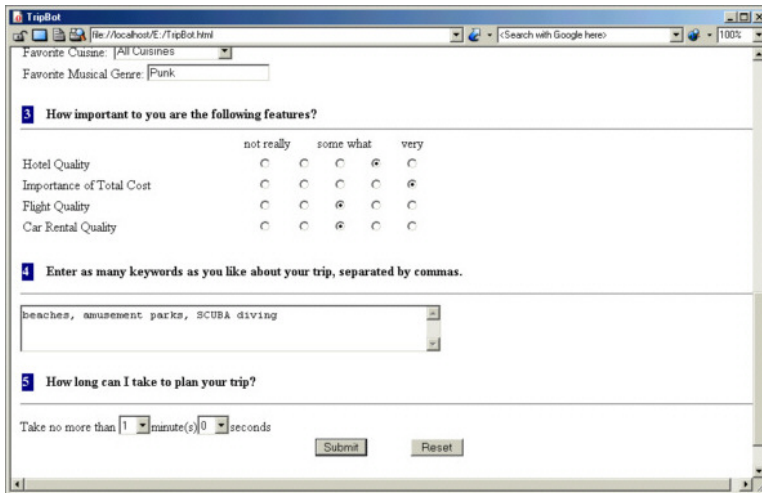 TripBot
file://localhost/E:/TripBot.html <Search with Google here> 100%
Favorite Cuisine: All Cuisines
Favorite Musical Genre: Punk
3 How important to you are the following features?
not really some what very
Hotel Quality
Importance of Total Cost
Flight Quality
Car Rental Quality
4 Enter as many keywords as you like about your trip, separated by commas.
beaches, amusement parks, SCUBA diving
5 How long can I take to plan your trip?
Take no more than 1 minute(s) 0 seconds
Submit Reset